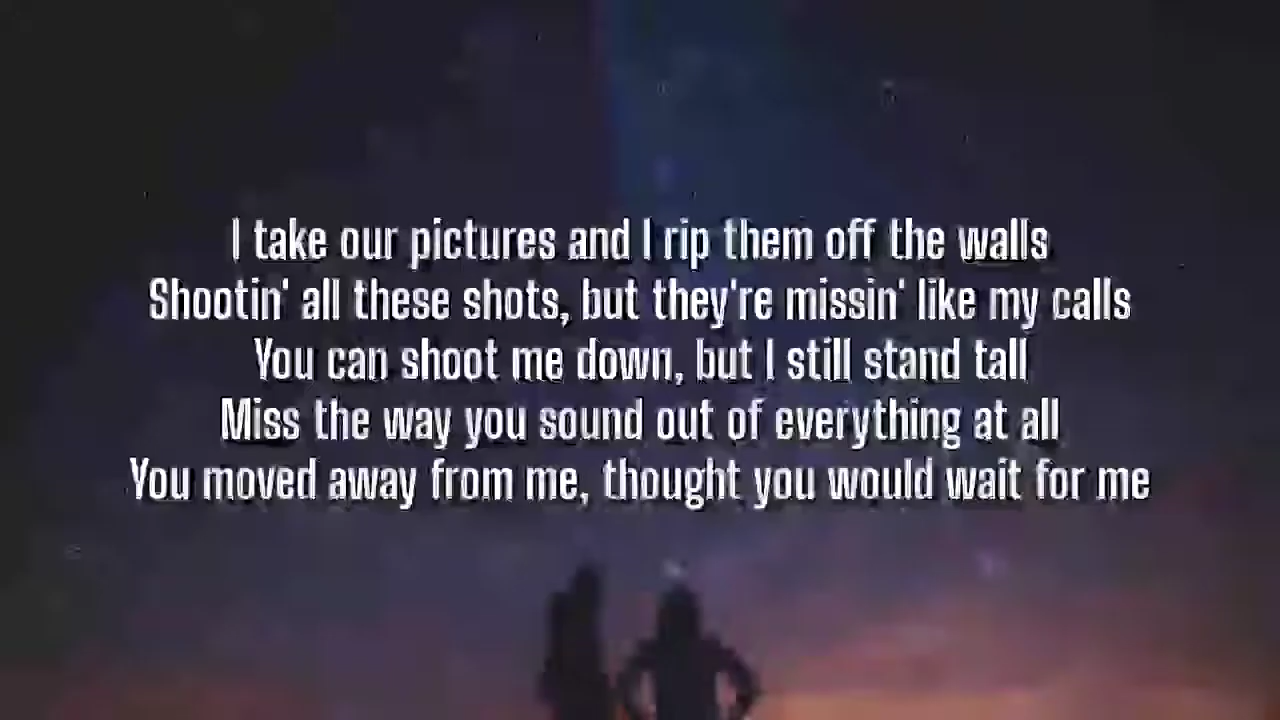 I take our pictures and I rip them off the walls
Shootin' all these shots, but they're missin' like my calls
You can shoot me down, but I still stand tall
Miss the way you sound out of everything at all
You moved away from me, thought you would wait for me